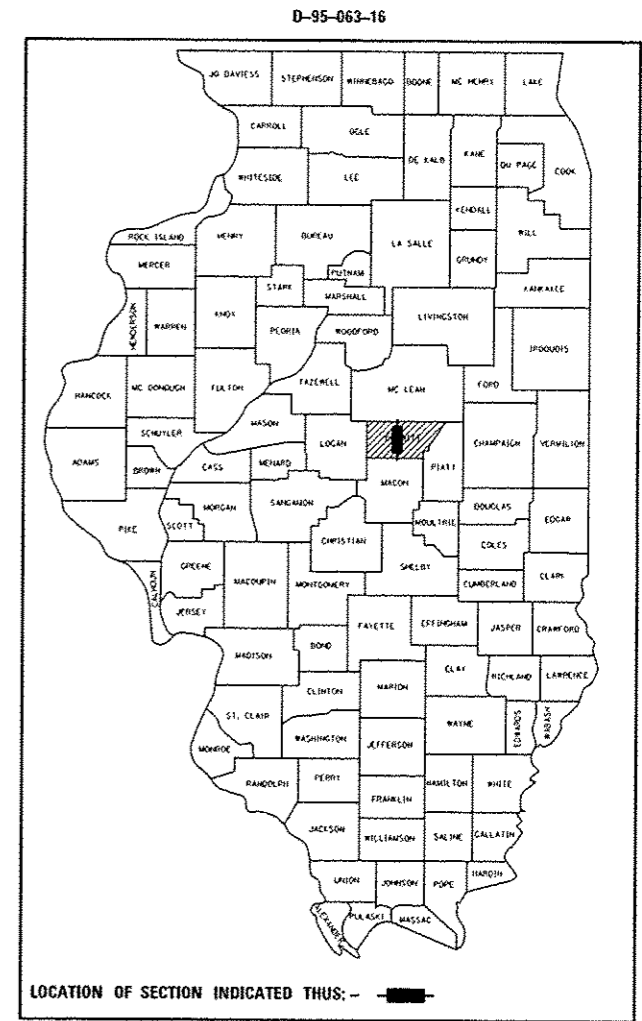 D-95-063-16
JO DAVIESS STEPHENSON WINNEBAGO BOONE MC HENRY LAKE
CARROLL OGLE
DE KALB KANE DU PAGE COOK
WHITESIDE LEE
KENDALL WILL
ROCK ISLAND HENRY BUREAU LA SALLE
GRUNDY
MERCER PUTNAM KANKAKEE
STARK MARSHALL
HENDERSON WARREN KNOX LIVINGSTON
PEORIA WOODFORD
IROQUOIS
HANCOCK MC DONOUGH FULTON TAZEWELL MC LEAN FORD
MASON
SCHUYLER LOGAN CHAMPAIGN VERMILION
ADAMS BROWN CASS MENARD PIATT
MACON
MORGAN SANGAMON DOUGLAS
PIKE SCOTT MOULTRIE EDGAR
CHRISTIAN COLES
GREENE SHELBY
CALHOUN MACOUPIN MONTGOMERY CUMBERLAND CLARK
JERSEY
FAYETTE EFFINGHAM JASPER CRAWFORD
MADISON BOND
CLAY RICHLAND LAWRENCE
CLINTON MARION
ST. CLAIR WAYNE EDWARDS WABASH
WASHINGTON JEFFERSON
MONROE
RANDOLPH PERRY HAMILTON WHITE
FRANKLIN
JACKSON WILLIAMSON SALINE GALLATIN
UNION JOHNSON POPE HARDIN
ALEXANDER PULASKI MASSAC
LOCATION OF SECTION INDICATED THUS: -